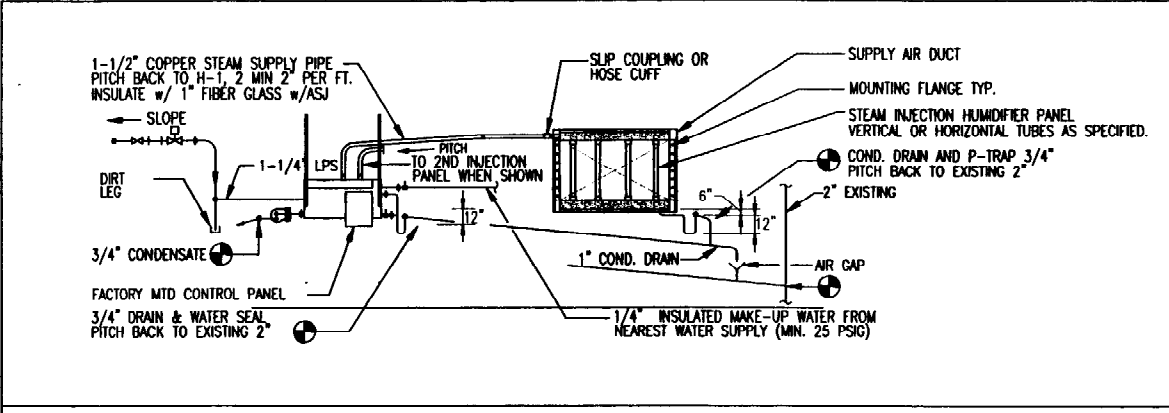 1-1/2" COPPER STEAM SUPPLY PIPE
PITCH BACK TO H-1, 2 MIN 2" PER FT.
INSULATE w/ 1" FIBER GLASS w/ASJ
SLOPE
1-1/4" LPS
DIRT
LEG
3/4" CONDENSATE
FACTORY MTD CONTROL PANEL
3/4" DRAIN & WATER SEAL
PITCH BACK TO EXISTING 2"
PITCH
TO 2ND INJECTION
PANEL WHEN SHOWN
12"
SLIP COUPLING OR
HOSE CUFF
SUPPLY AIR DUCT
MOUNTING FLANGE TYP.
STEAM INJECTION HUMIDIFIER PANEL
VERTICAL OR HORIZONTAL TUBES AS SPECIFIED.
COND. DRAIN AND P-TRAP 3/4"
PITCH BACK TO EXISTING 2"
6"
2" EXISTING
12"
1" COND. DRAIN
AIR GAP
1/4" INSULATED MAKE-UP WATER FROM
NEAREST WATER SUPPLY (MIN. 25 PSIG)